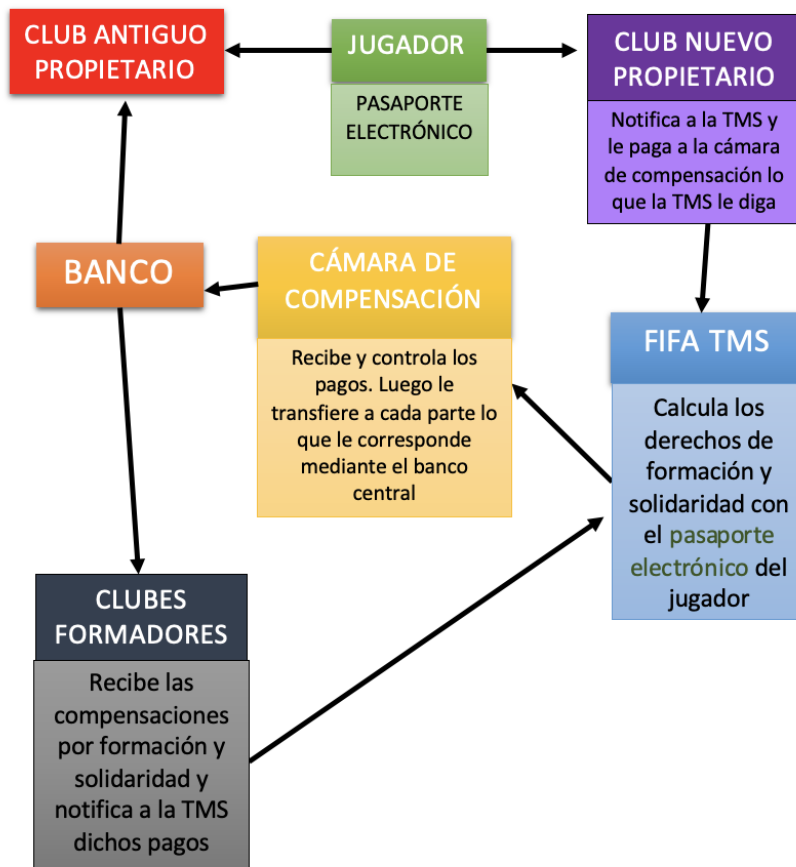 CLUB ANTIGUO
PROPIETARIO
JUGADOR
PASAPORTE
ELECTRÓNICO
CLUB NUEVO
PROPIETARIO
Notifica a la TMS y
le paga a la cámara
de compensación lo
que la TMS le diga
BANCO
CÁMARA DE
COMPENSACIÓN
Recibe y controla los
pagos. Luego le
transfiere a cada parte lo
que le corresponde
mediante el banco
central
FIFA TMS
Calcula los
derechos de
formación y
solidaridad con
el pasaporte
electrónico del
jugador
CLUBES
FORMADORES
Recibe las
compensaciones
por formación y
solidaridad y
notifica a la TMS
dichos pagos